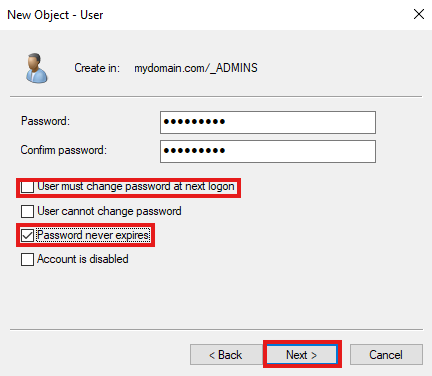 New Object - User
Create in: mydomain.com/_ADMINS
Password: •••••••••
Confirm password: •••••••••
User must change password at next logon
User cannot change password
Password never expires
Account is disabled
< Back Next > Cancel